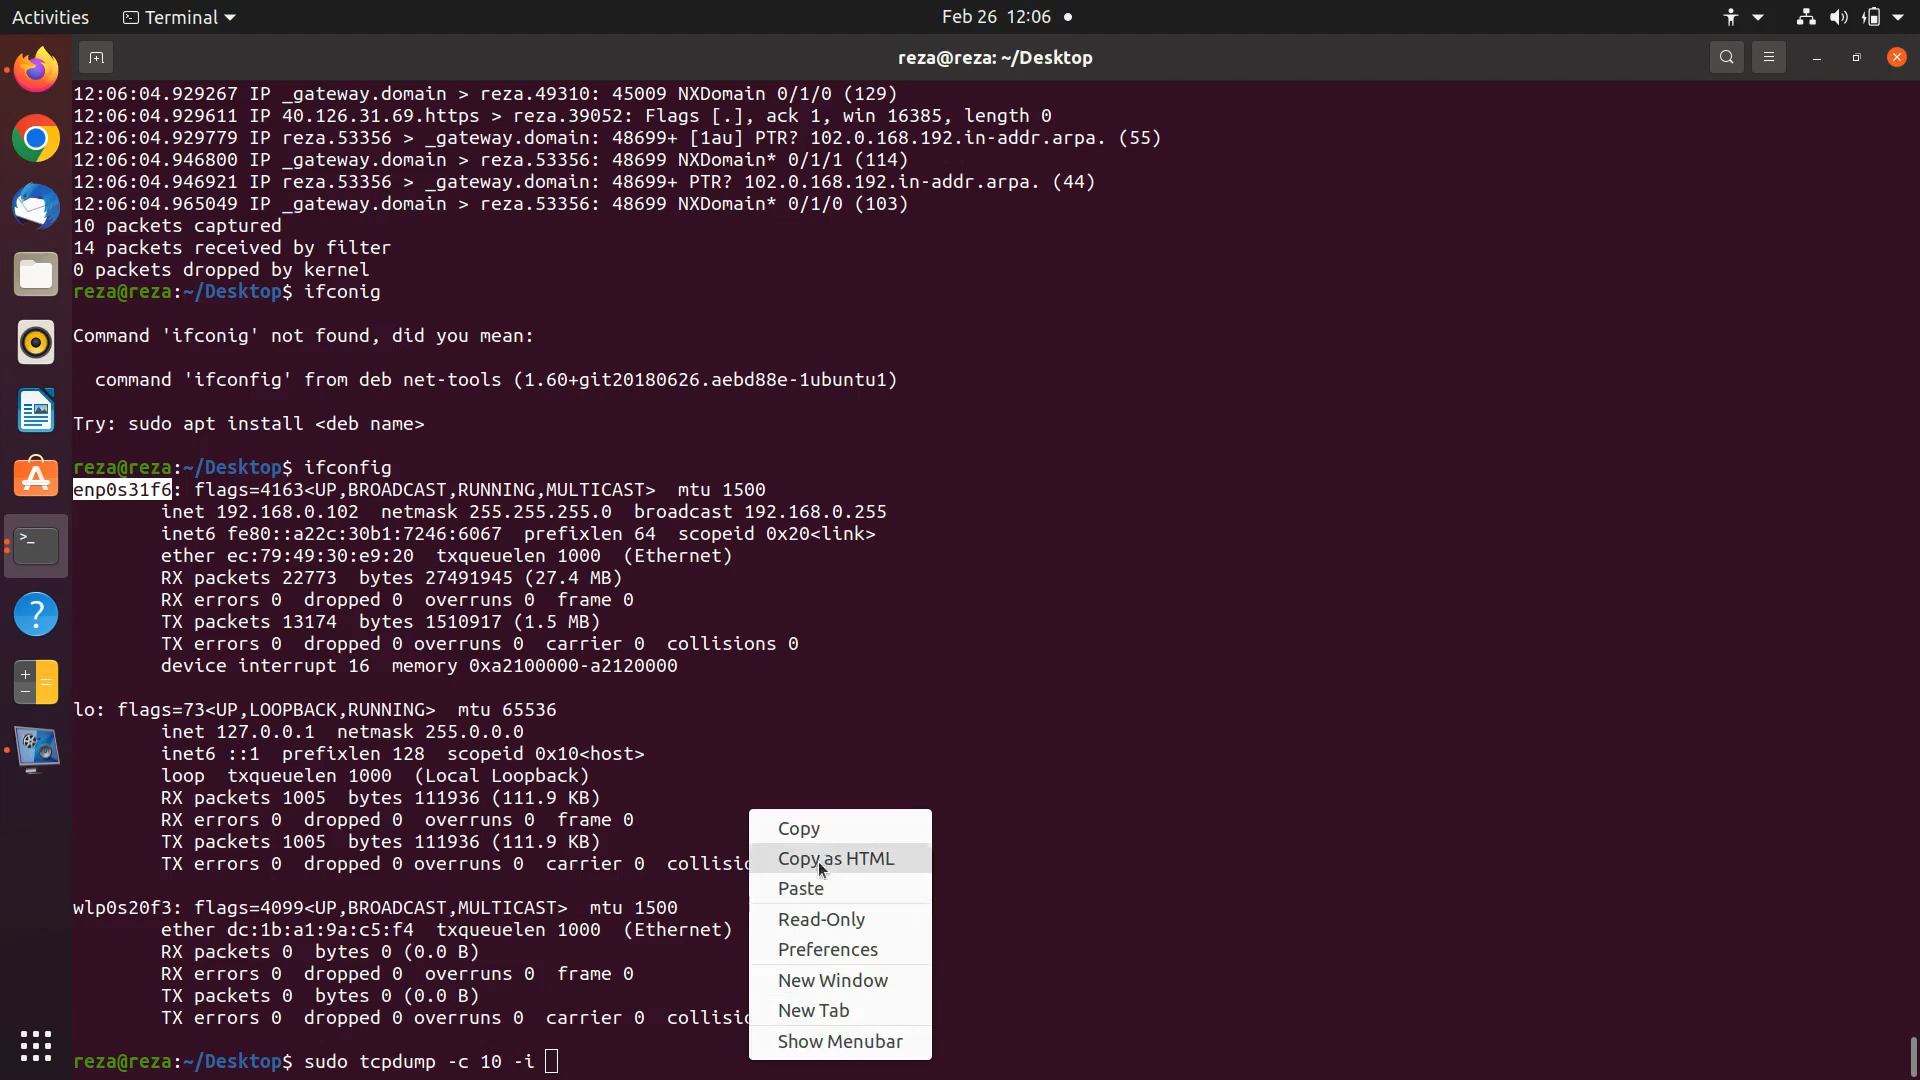 Activities
Terminal
Feb 26 12:06
reza@reza: ~/Desktop
12:06:04.929267 IP _gateway.domain > reza.49310: 45009 NXDomain 0/1/0 (129)
12:06:04.929611 IP 40.126.31.69.https > reza.39052: Flags [.], ack 1, win 16385, length 0
12:06:04.929779 IP reza.53356 > _gateway.domain: 48699+ [1au] PTR? 102.0.168.192.in-addr.arpa. (55)
12:06:04.946800 IP _gateway.domain > reza.53356: 48699 NXDomain* 0/1/1 (114)
12:06:04.946921 IP reza.53356 > _gateway.domain: 48699+ PTR? 102.0.168.192.in-addr.arpa. (44)
12:06:04.965049 IP _gateway.domain > reza.53356: 48699 NXDomain* 0/1/0 (103)
10 packets captured
14 packets received by filter
0 packets dropped by kernel
reza@reza:~/Desktop$ ifconig
Command 'ifconig' not found, did you mean:
command 'ifconfig' from deb net-tools (1.60+git20180626.aebd88e-1ubuntu1)
Try: sudo apt install <deb name>
reza@reza:~/Desktop$ ifconfig
enp0s31f6: flags=4163<UP,BROADCAST,RUNNING,MULTICAST>  mtu 1500
inet 192.168.0.102  netmask 255.255.255.0  broadcast 192.168.0.255
inet6 fe80::a22c:30b1:7246:6067  prefixlen 64  scopeid 0x20<link>
ether ec:79:49:30:e9:20  txqueuelen 1000  (Ethernet)
RX packets 22773  bytes 27491945 (27.4 MB)
RX errors 0  dropped 0  overruns 0  frame 0
TX packets 13174  bytes 1510917 (1.5 MB)
TX errors 0  dropped 0 overruns 0  carrier 0  collisions 0
device interrupt 16  memory 0xa2100000-a2120000
lo: flags=73<UP,LOOPBACK,RUNNING>  mtu 65536
inet 127.0.0.1  netmask 255.0.0.0
inet6 ::1  prefixlen 128  scopeid 0x10<host>
loop  txqueuelen 1000  (Local Loopback)
RX packets 1005  bytes 111936 (111.9 KB)
RX errors 0  dropped 0  overruns 0  frame 0
TX packets 1005  bytes 111936 (111.9 KB)
TX errors 0  dropped 0 overruns 0  carrier 0  collisio
wlp0s20f3: flags=4099<UP,BROADCAST,MULTICAST>  mtu 1500
ether dc:1b:a1:9a:c5:f4  txqueuelen 1000  (Ethernet)
RX packets 0  bytes 0 (0.0 B)
RX errors 0  dropped 0  overruns 0  frame 0
TX packets 0  bytes 0 (0.0 B)
TX errors 0  dropped 0 overruns 0  carrier 0  collisio
reza@reza:~/Desktop$ sudo tcpdump -c 10 -i
Copy
Copy as HTML
Paste
Read-Only
Preferences
New Window
New Tab
Show Menubar